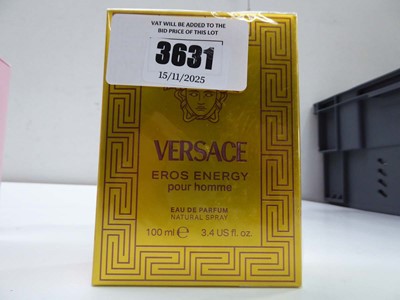 VAT WILL BE ADDED TO THE
BID PRICE OF THIS LOT
3631
15/11/2025
VERSACE
EROS ENERGY
pour homme
EAU DE PARFUM
NATURAL SPRAY
100 ml e 3.4 US fl. oz.